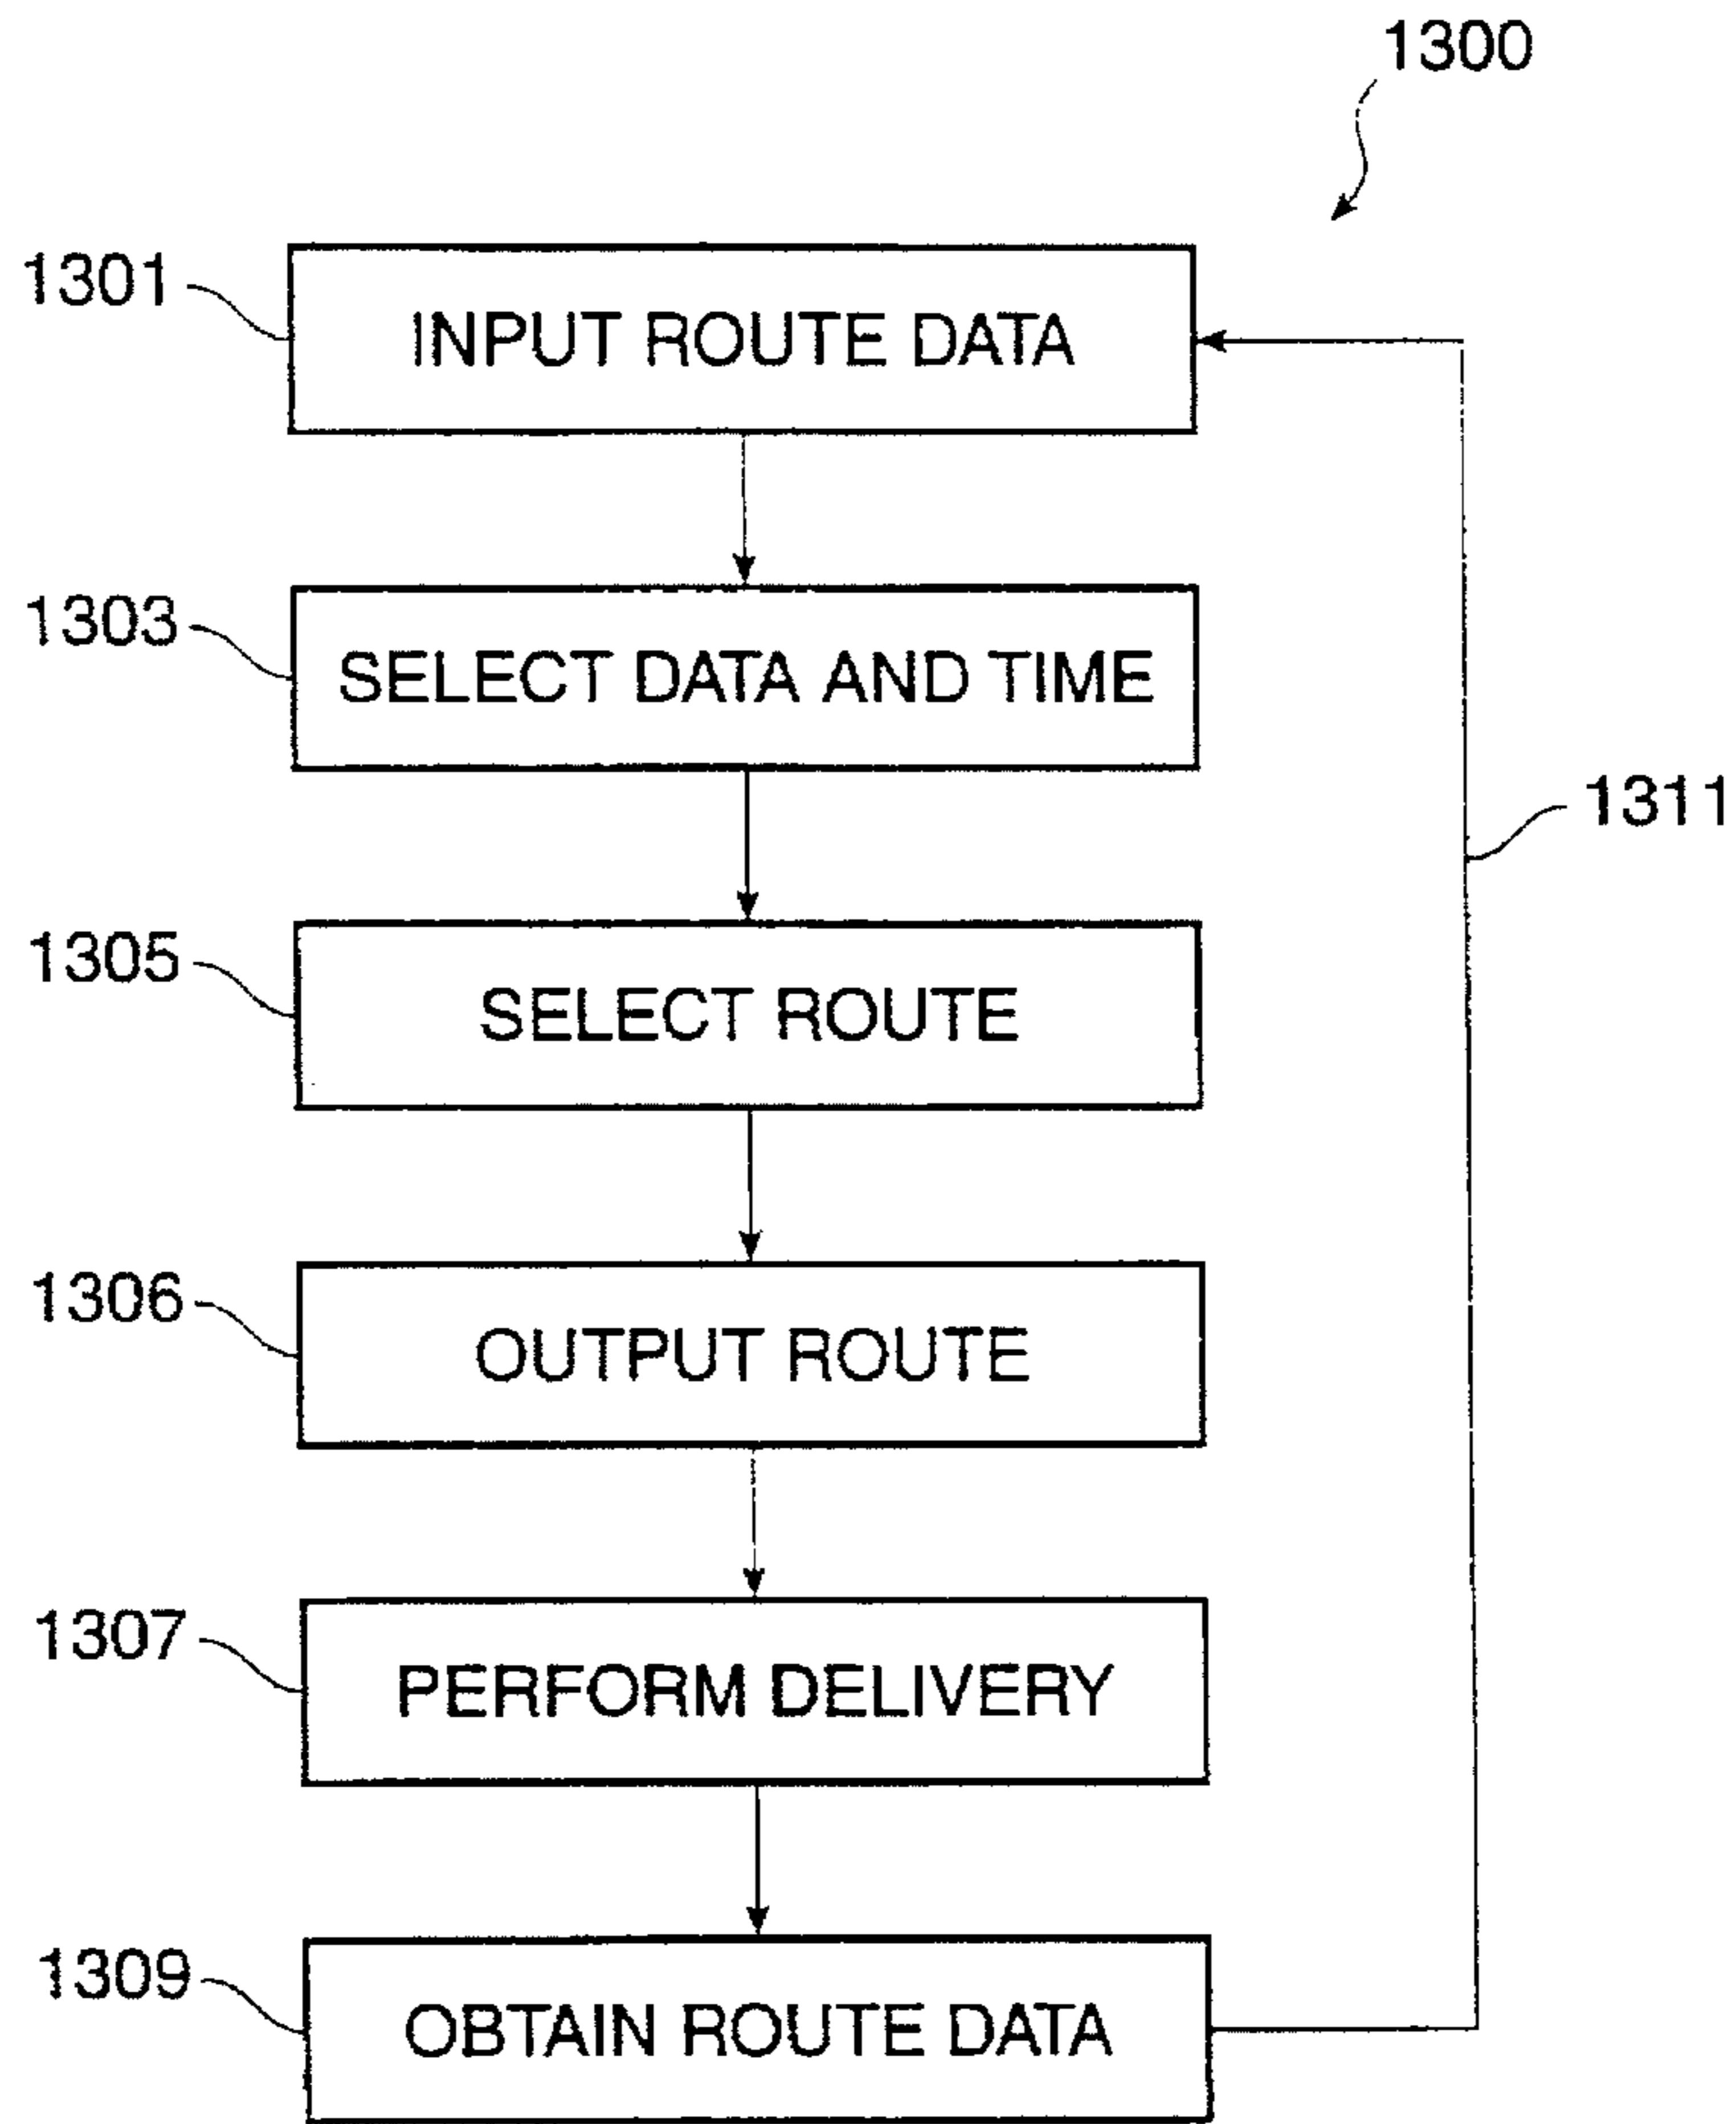 1300
1301
INPUT ROUTE DATA
1303
SELECT DATA AND TIME
1311
1305
SELECT ROUTE
1306
OUTPUT ROUTE
1307
PERFORM DELIVERY
1309
OBTAIN ROUTE DATA